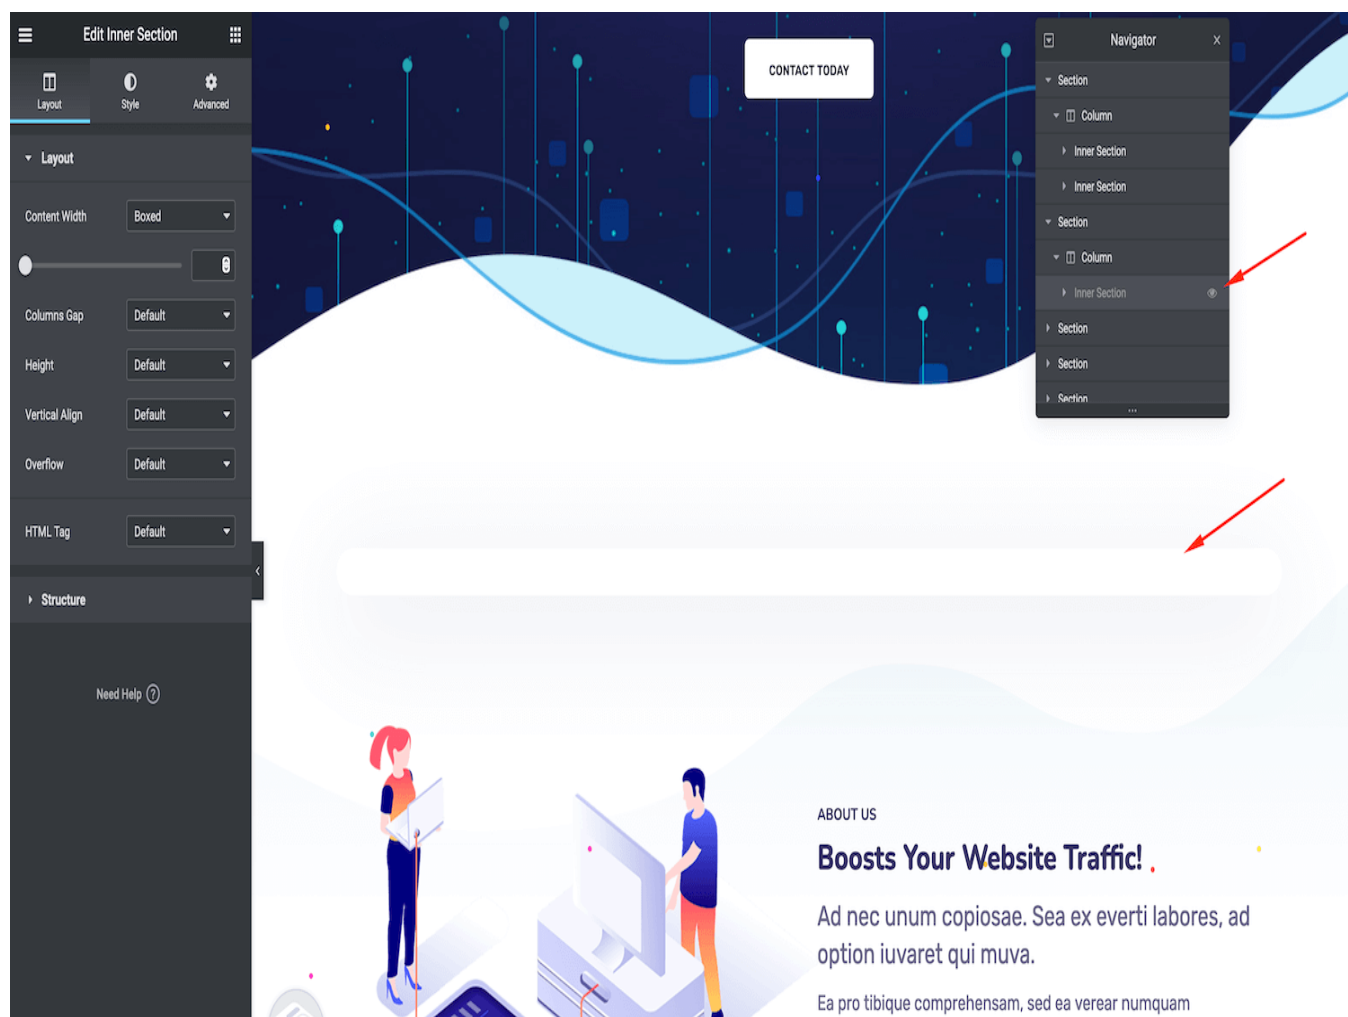 Edit Inner Section
Layout
Style
Advanced
Layout
Content Width
Boxed
Columns Gap
Default
Height
Default
Vertical Align
Default
Overflow
Default
HTML Tag
Default
Structure
Need Help ?
CONTACT TODAY
Navigator
Section
Column
Inner Section
Inner Section
Section
Column
Inner Section
Section
Section
Section
ABOUT US
Boosts Your Website Traffic!
Ad nec unum copiosae. Sea ex everti labores, ad
option iuvaret qui muva.
Ea pro tibique comprehensam, sed ea verear numquam